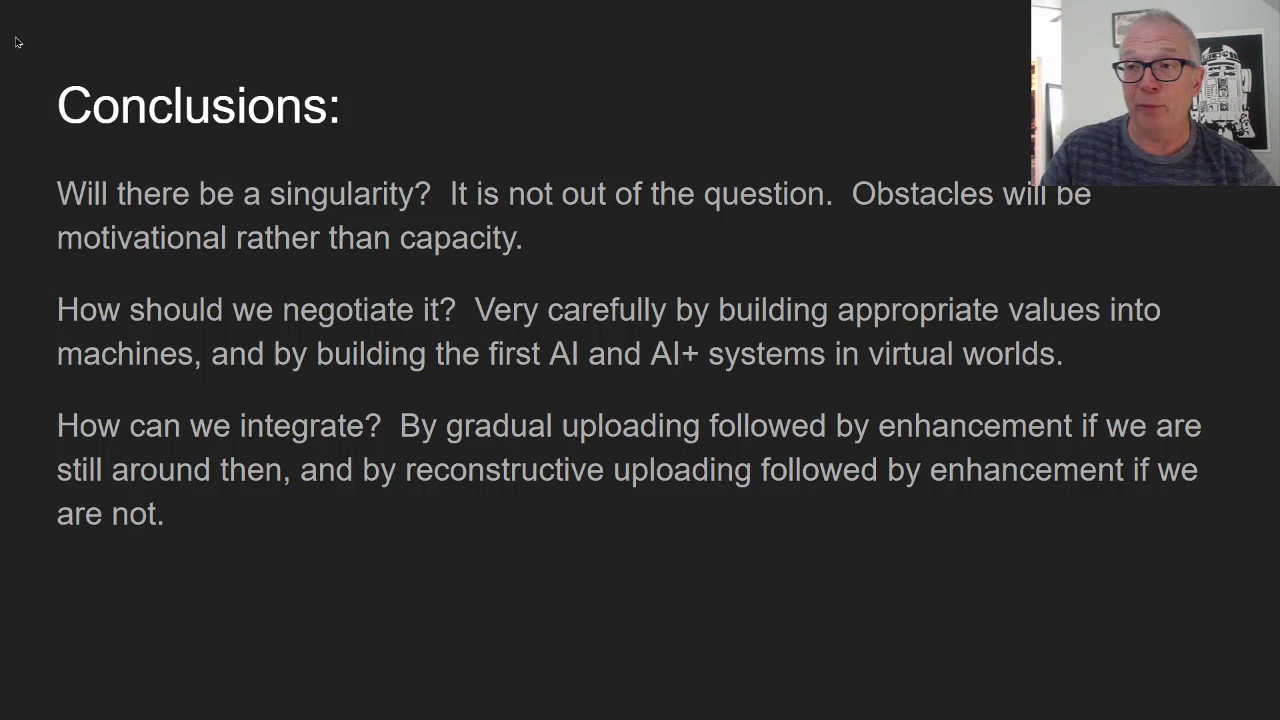 Conclusions:
Will there be a singularity? It is not out of the question. Obstacles will be
motivational rather than capacity.
How should we negotiate it? Very carefully by building appropriate values into
machines, and by building the first AI and AI+ systems in virtual worlds.
How can we integrate? By gradual uploading followed by enhancement if we are
still around then, and by reconstructive uploading followed by enhancement if we
are not.